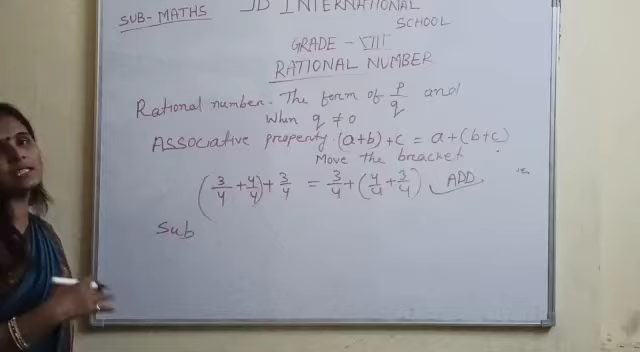 SUB- MATHS
JD INTERNATIONAL
SCHOOL
GRADE - VIII
RATIONAL NUMBER
Rational number. The form of p/q and
When q ≠ 0
ASSociative property. (a+b)+c = a+(b+c)
Move the bracket
(3/4 + 4/4) + 3/4 = 3/4 + (4/4 + 3/4) ADD.
Sub